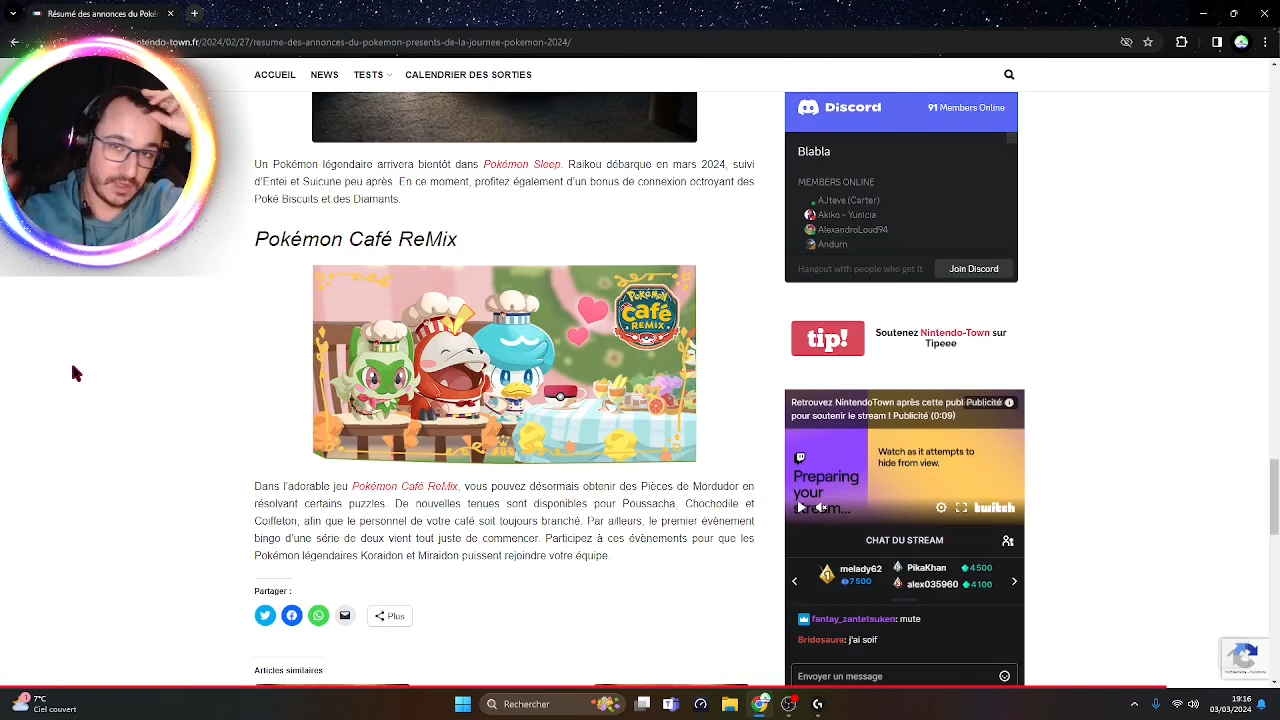 Résumé des annonces du Poké
ntendo-town.fr/2024/02/27/resume-des-annonces-du-pokemon-presents-de-la-journee-pokemon-2024/
ACCUEIL NEWS TESTS CALENDRIER DES SORTIES
Un Pokémon légendaire arrivera bientôt dans Pokémon Sleep. Raikou débarque en mars 2024, suivi
d'Entei et Suicune peu après. En ce moment, profitez également d'un bonus de connexion octroyant des
Poké Biscuits et des Diamants.
Pokémon Café ReMix
POKÉMON
café
REMIX
Dans l'adorable jeu Pokémon Café ReMix, vous pouvez désormais obtenir des Pièces de Mordudor en
résolvant certains puzzles. De nouvelles tenues sont disponibles pour Poussacha, Chochodile et
Coiffeton, afin que le personnel de votre café soit toujours branché. Par ailleurs, le premier évènement
bingo d'une série de deux vient tout juste de commencer. Participez à ces évènements pour que les
Pokémon légendaires Koraidon et Miraidon puissent rejoindre votre équipe.
Partager :
Plus
Articles similaires
Discord 91 Members Online
Blabla
MEMBERS ONLINE
AJteve (Carter)
Akiko - Yunicia
AlexandroLoud94
Andurn
Hangout with people who get it Join Discord
tip!
Soutenez Nintendo-Town sur
Tipeee
Retrouvez NintendoTown après cette publ Publicité
pour soutenir le stream ! Publicité (0:09)
Watch as it attempts to
hide from view.
Preparing
your
stream...
twitch
CHAT DU STREAM
1 melady62 7 500
PikaKhan 4 500
alex035960 4 100
fantay_zantetsuken: mute
Bridosaure: j'ai soif
Envoyer un message
7°C
Ciel couvert
Rechercher
19:16
03/03/2024